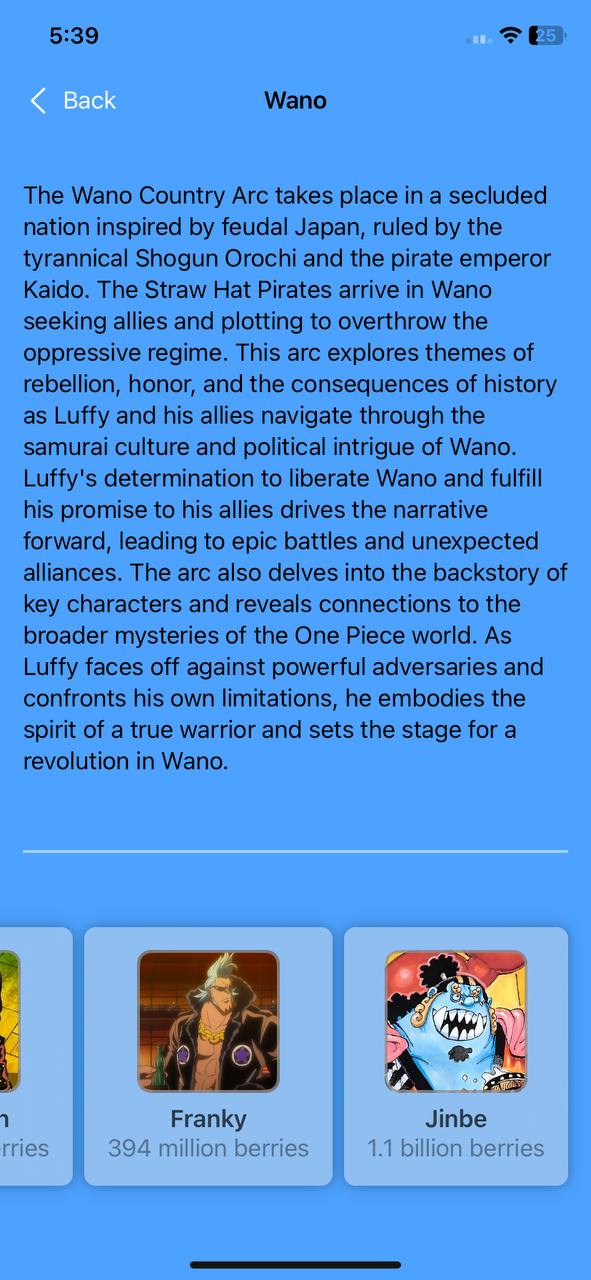 5:39
25
Back
Wano
The Wano Country Arc takes place in a secluded
nation inspired by feudal Japan, ruled by the
tyrannical Shogun Orochi and the pirate emperor
Kaido. The Straw Hat Pirates arrive in Wano
seeking allies and plotting to overthrow the
oppressive regime. This arc explores themes of
rebellion, honor, and the consequences of history
as Luffy and his allies navigate through the
samurai culture and political intrigue of Wano.
Luffy's determination to liberate Wano and fulfill
his promise to his allies drives the narrative
forward, leading to epic battles and unexpected
alliances. The arc also delves into the backstory of
key characters and reveals connections to the
broader mysteries of the One Piece world. As
Luffy faces off against powerful adversaries and
confronts his own limitations, he embodies the
spirit of a true warrior and sets the stage for a
revolution in Wano.
n
rries
Franky
394 million berries
Jinbe
1.1 billion berries